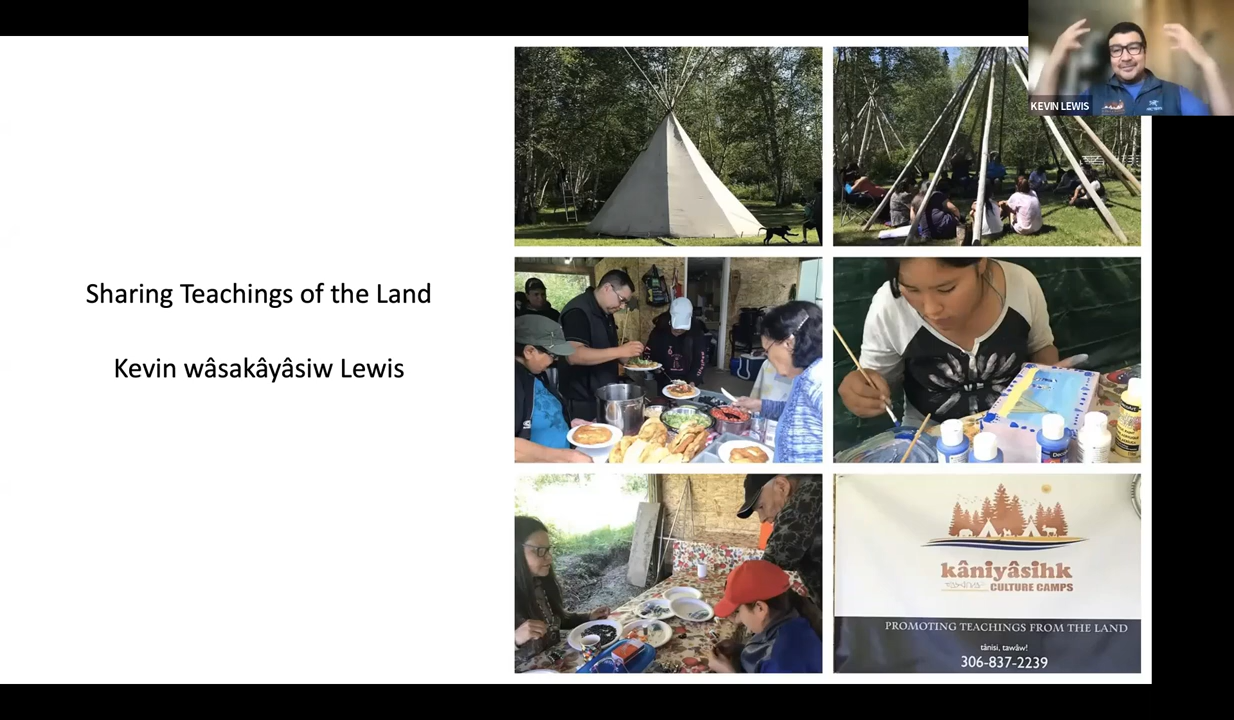 KEVIN LEWIS
Sharing Teachings of the Land
Kevin wâsakâyâsiw Lewis
kâniyâsihk
CULTURE CAMPS
PROMOTING TEACHINGS FROM THE LAND
tânisi, tawâw!
306-837-2239